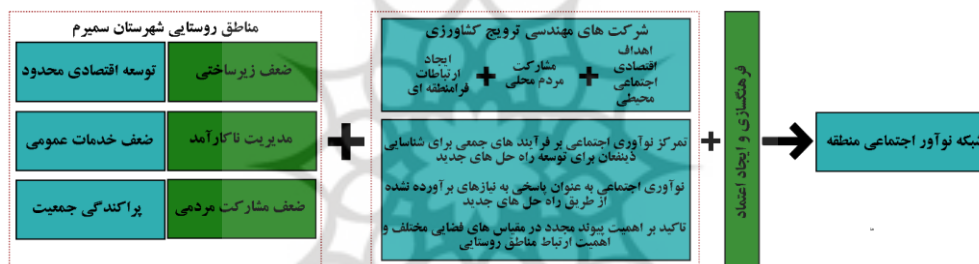 مناطق روستایی شهرستان سمیرم
ضعف زیرساختی
توسعه اقتصادی محدود
مدیریت ناکارآمد
ضعف خدمات عمومی
ضعف مشارکت مردمی
پراکندگی جمعیت
+
شرکت های مهندسی ترویج کشاورزی
اهداف
اقتصادی
اجتماعی
محیطی
+
مشارکت
مردم محلی
+
ایجاد
ارتباطات
فرامنطقه ای
تمرکز نوآوری اجتماعی بر فرآیند های جمعی برای شناسایی
ذینفعان برای توسعه راه حل های جدید
نوآوری اجتماعی به عنوان پاسخی به نیازهای برآورده نشده
از طریق راه حل های جدید
تاکید بر اهمیت پیوند مجدد در مقیاس های فضایی مختلف و
اهمیت ارتباط مناطق روستایی
+
فرهنگسازی و ایجاد اعتماد
شبکه نوآور اجتماعی منطقه